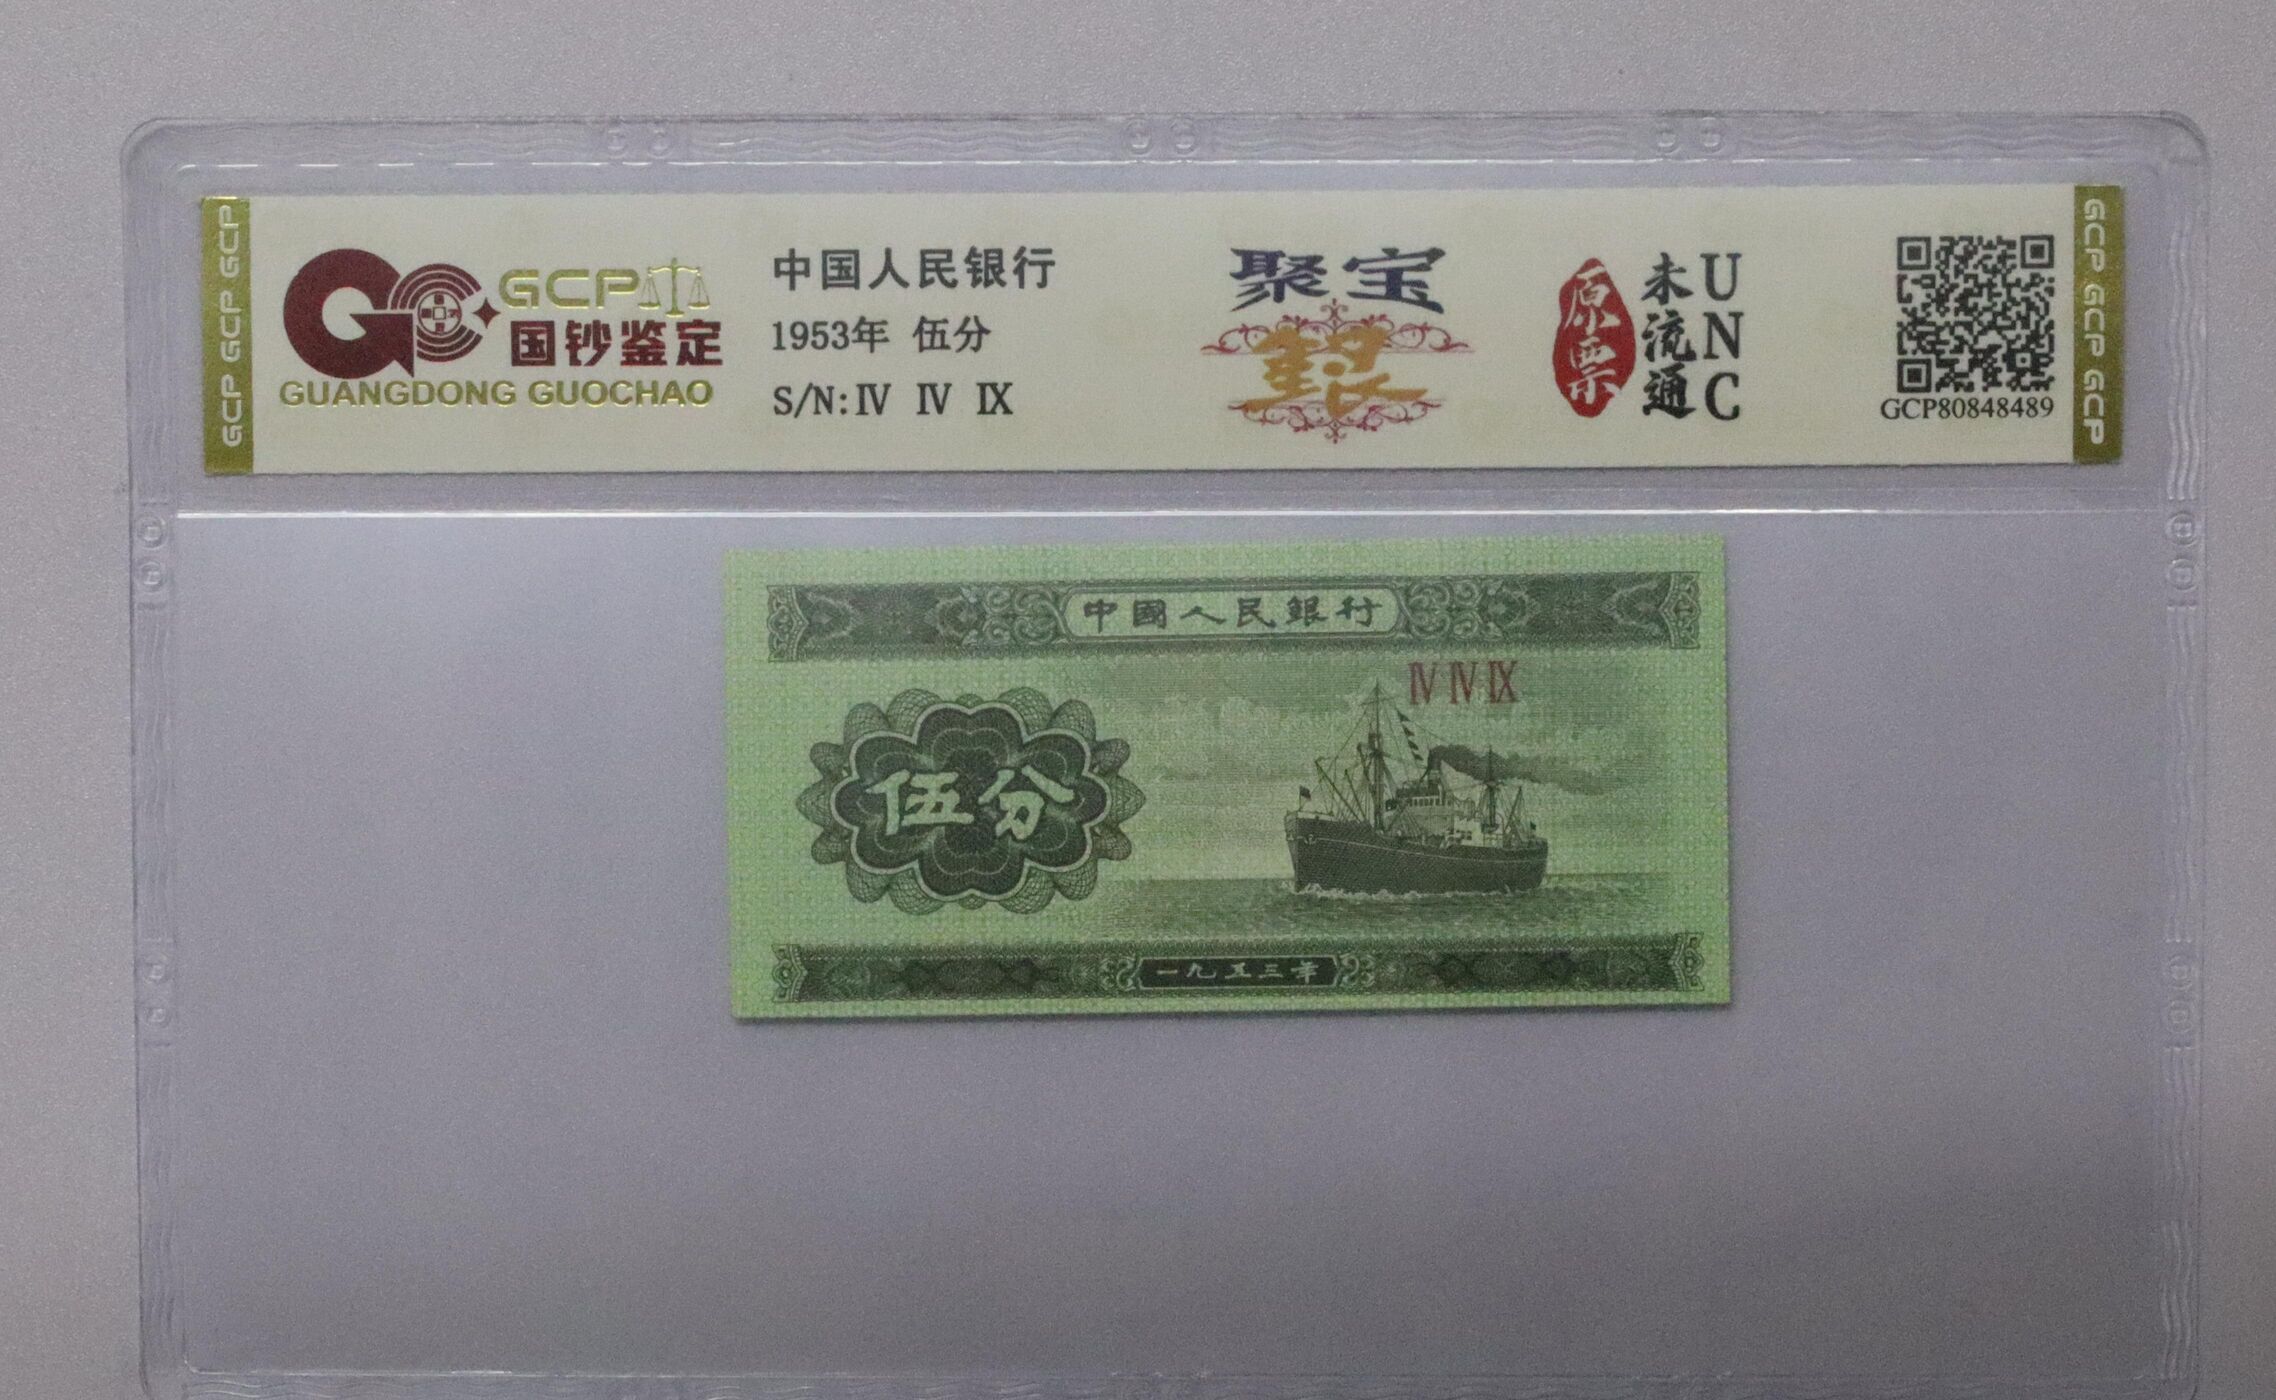 GCP GCP GCP
GCP
国钞鉴定
GUANGDONG GUOCHAO
中国人民银行
1953年 伍分
S/N:Ⅳ Ⅳ Ⅸ
聚宝
原票
未流通
UNC
GCP80848489
GCP GCP GCP
中國人民銀行
Ⅳ Ⅳ Ⅸ
伍分
一九五三年